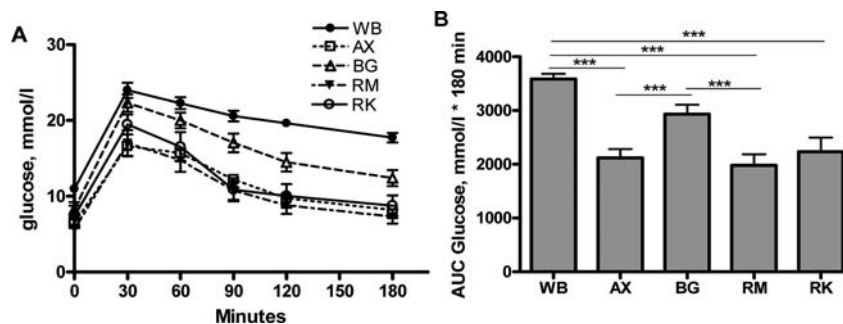 A
WB
AX
BG
RM
RK
30
20
10
0
glucose, mmol/l
0 30 60 90 120 150 180
Minutes
B
***
***
***
*** ***
4000
3000
2000
1000
0
AUC Glucose, mmol/l * 180 min
WB AX BG RM RK